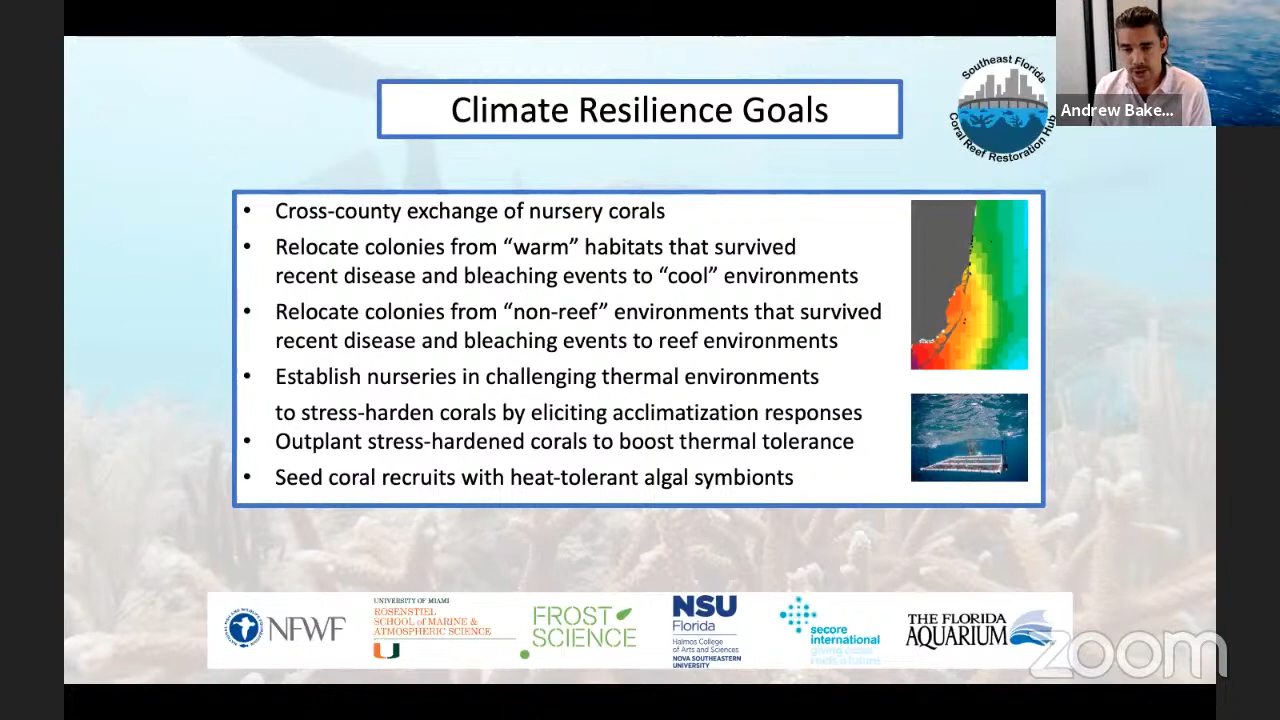 Climate Resilience Goals
Southeast Florida
Coral Reef Restoration Hub
Andrew Bake...
• Cross-county exchange of nursery corals
• Relocate colonies from “warm” habitats that survived
recent disease and bleaching events to “cool” environments
• Relocate colonies from “non-reef” environments that survived
recent disease and bleaching events to reef environments
• Establish nurseries in challenging thermal environments
to stress-harden corals by eliciting acclimatization responses
• Outplant stress-hardened corals to boost thermal tolerance
• Seed coral recruits with heat-tolerant algal symbionts
NFWF
UNIVERSITY OF MIAMI
ROSENSTIEL
SCHOOL of MARINE &
ATMOSPHERIC SCIENCE
FROST
SCIENCE
NSU
Florida
Halmos College
of Arts and Sciences
NOVA SOUTHEASTERN
UNIVERSITY
secore
international
giving coral
reefs a future
THE FLORIDA
AQUARIUM
zoom